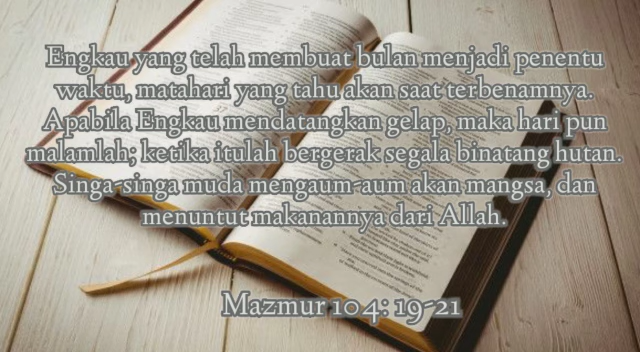 Engkau yang telah membuat bulan menjadi penentu
waktu, matahari yang tahu akan saat terbenamnya.
Apabila Engkau mendatangkan gelap, maka hari pun
malamlah; ketika itulah bergerak segala binatang hutan.
Singa-singa muda mengaum-aum akan mangsa, dan
menuntut makanannya dari Allah.
Mazmur 104: 19-21